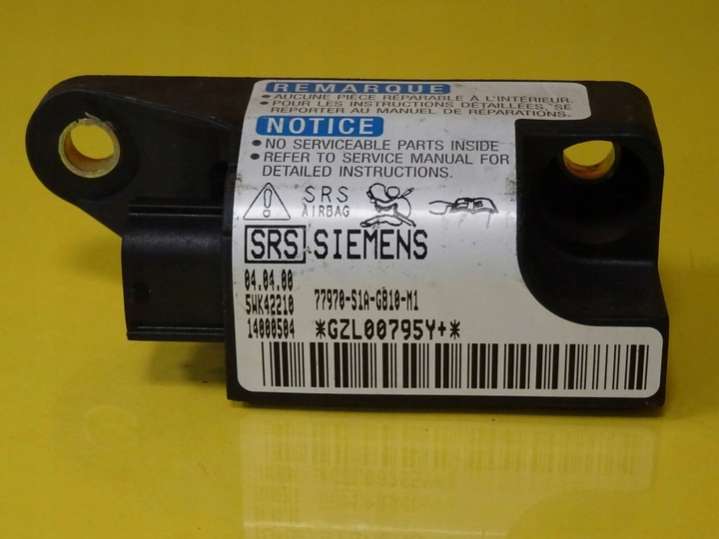 REMARQUE
• AUCUNE PIÈCE RÉPARABLE À L'INTÉRIEUR.
• POUR LES INSTRUCTIONS DÉTAILLÉES, SE
REPORTER AU MANUEL DE RÉPARATIONS.
NOTICE
• NO SERVICEABLE PARTS INSIDE
• REFER TO SERVICE MANUAL FOR
DETAILED INSTRUCTIONS.
SRS
AIRBAG
SRS SIEMENS
04.04.00
5WK42210 77970-S1A-G810-M1
14000504 *GZL00795Y+*